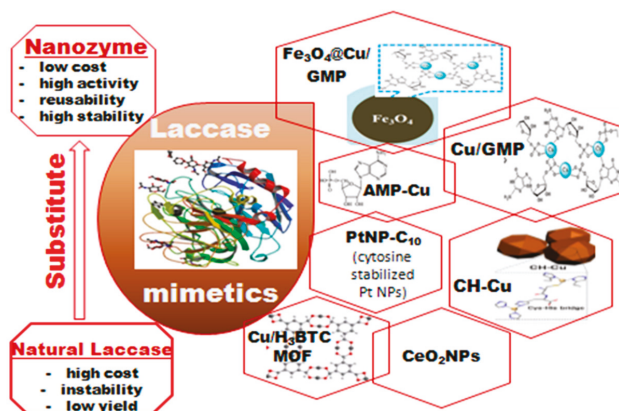 Nanozyme
- low cost
- high activity
- reusability
- high stability
Substitute
Natural Laccase
- high cost
- instability
- low yield
Laccase
mimetics
Fe₃O₄@Cu/
GMP
Fe₃O₄
Cu/GMP
AMP-Cu
PtNP-C₁₀
(cytosine
stabilized
Pt NPs)
CH-Cu
CH-Cu
Cys-His bridge
Cu/H₃BTC
MOF
CeO₂NPs